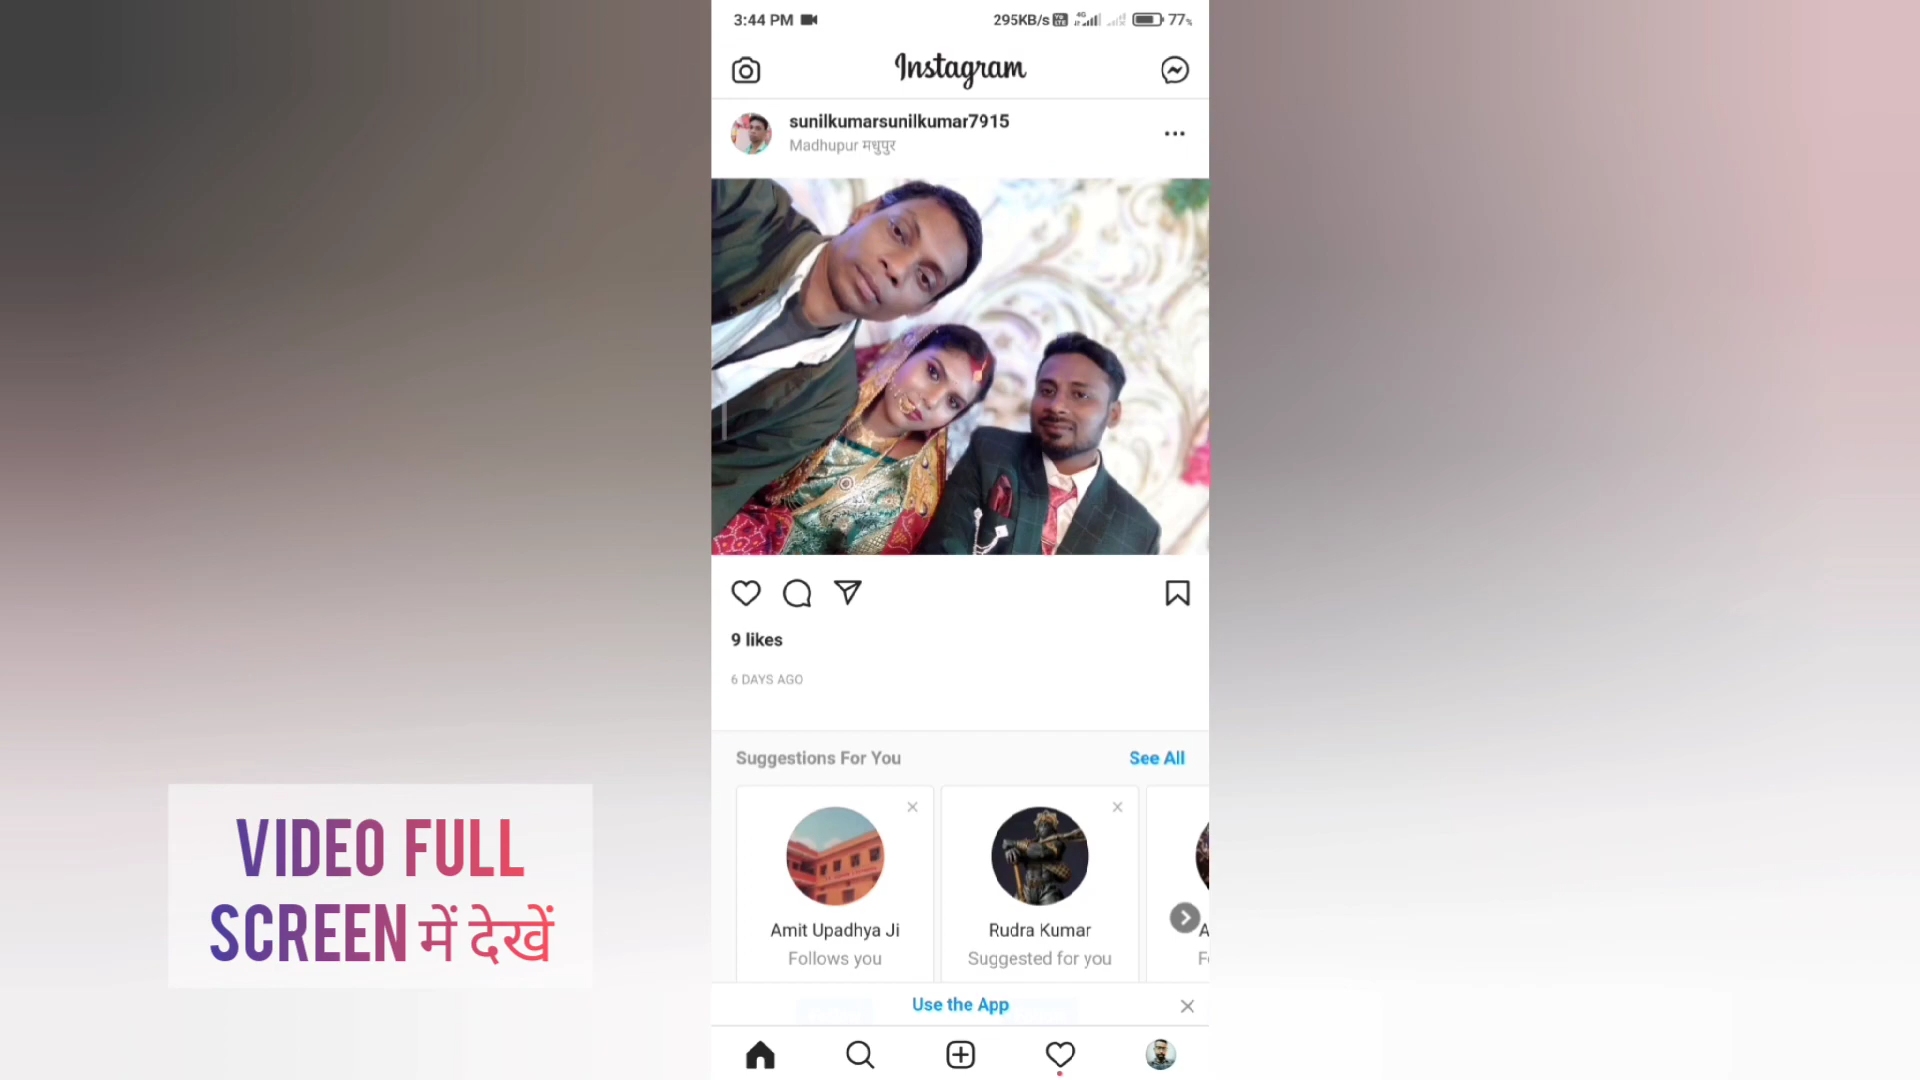 3:44 PM
295KB/s
4G
77%
Instagram
sunilkumarsunilkumar7915
Madhupur मधुपुर
9 likes
6 DAYS AGO
Suggestions For You
See All
Amit Upadhya Ji
Follows you
Rudra Kumar
Suggested for you
Use the App
VIDEO FULL
SCREEN में देखें